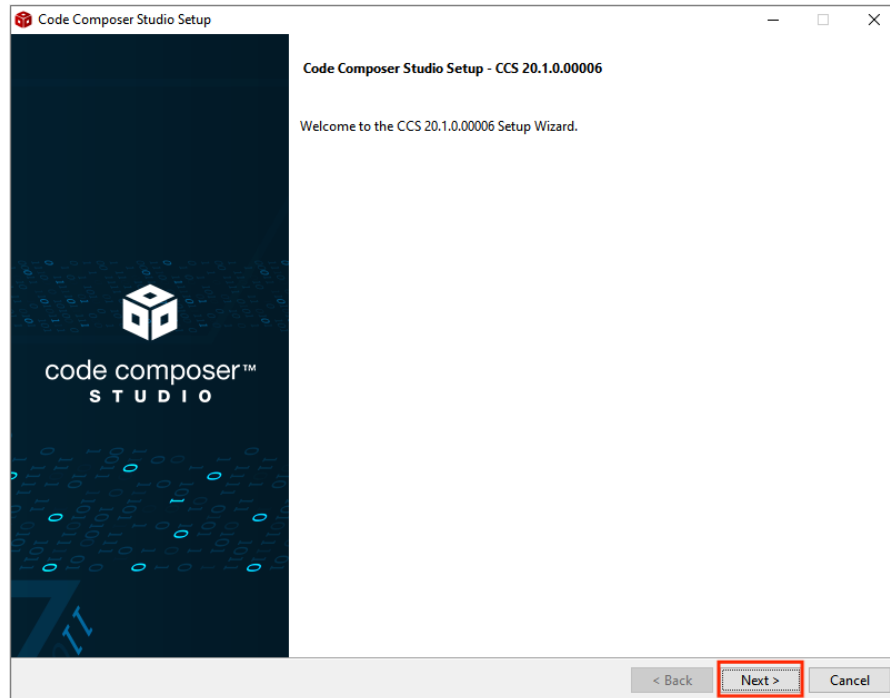 Code Composer Studio Setup
Code Composer Studio Setup - CCS 20.1.0.00006
Welcome to the CCS 20.1.0.00006 Setup Wizard.
code composer™
STUDIO
< Back
Next >
Cancel